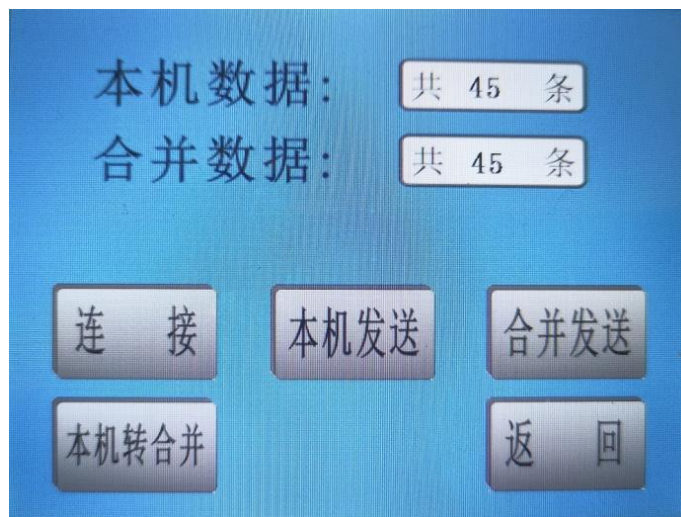 本机数据: 共 45 条
合并数据: 共 45 条
连 接 本机发送 合并发送
本机转合并 返 回